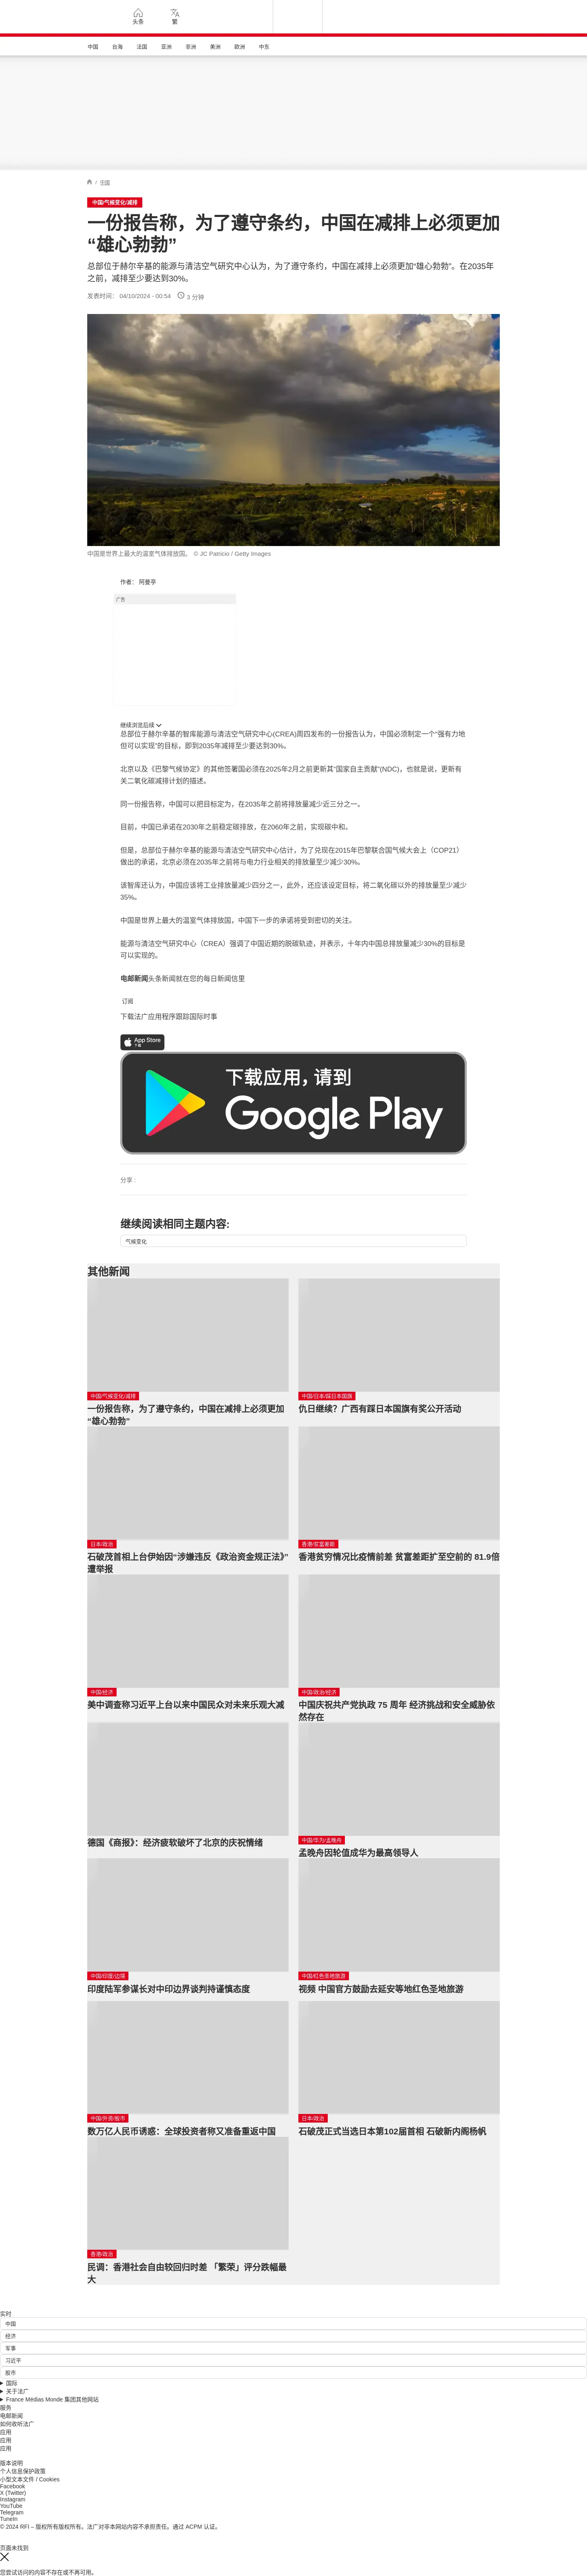 头条
繁
中国
台海
法国
亚洲
非洲
美洲
欧洲
中东
/ 中国
中国/气候变化/减排
一份报告称，为了遵守条约，中国在减排上必须更加
“雄心勃勃”
总部位于赫尔辛基的能源与清洁空气研究中心认为，为了遵守条约，中国在减排上必须更加“雄心勃勃”。在2035年
之前，减排至少要达到30%。
发表时间： 04/10/2024 - 00:54 3 分钟
中国是世界上最大的温室气体排放国。 © JC Patricio / Getty Images
作者： 阿曼亭
广告
继续浏览后续
总部位于赫尔辛基的智库能源与清洁空气研究中心(CREA)周四发布的一份报告认为，中国必须制定一个“强有力地
但可以实现”的目标，即到2035年减排至少要达到30%。
北京以及《巴黎气候协定》的其他签署国必须在2025年2月之前更新其“国家自主贡献”(NDC)，也就是说，更新有
关二氧化碳减排计划的描述。
同一份报告称，中国可以把目标定为，在2035年之前将排放量减少近三分之一。
目前，中国已承诺在2030年之前稳定碳排放，在2060年之前，实现碳中和。
但是，总部位于赫尔辛基的能源与清洁空气研究中心估计，为了兑现在2015年巴黎联合国气候大会上（COP21）
做出的承诺，北京必须在2035年之前将与电力行业相关的排放量至少减少30%。
该智库还认为，中国应该将工业排放量减少四分之一，此外，还应该设定目标，将二氧化碳以外的排放量至少减少
35%。
中国是世界上最大的温室气体排放国，中国下一步的承诺将受到密切的关注。
能源与清洁空气研究中心（CREA）强调了中国近期的脱碳轨迹，并表示，十年内中国总排放量减少30%的目标是
可以实现的。
电邮新闻头条新闻就在您的每日新闻信里
订阅
下载法广应用程序跟踪国际时事
App Store
下载
下载应用，请到
Google Play
分享 :
继续阅读相同主题内容:
气候变化
其他新闻
中国/气候变化/减排
一份报告称，为了遵守条约，中国在减排上必须更加
“雄心勃勃”
中国/日本/踩日本国旗
仇日继续？广西有踩日本国旗有奖公开活动
日本/政治
石破茂首相上台伊始因“涉嫌违反《政治资金规正法》”
遭举报
香港/贫富差距
香港贫穷情况比疫情前差 贫富差距扩至空前的 81.9倍
中国/经济
美中调查称习近平上台以来中国民众对未来乐观大减
中国/政治/经济
中国庆祝共产党执政 75 周年 经济挑战和安全威胁依
然存在
德国《商报》：经济疲软破坏了北京的庆祝情绪
中国/华为/孟晚舟
孟晚舟因轮值成华为最高领导人
中国/印度/边境
印度陆军参谋长对中印边界谈判持谨慎态度
中国/红色圣地旅游
视频 中国官方鼓励去延安等地红色圣地旅游
中国/外资/股市
数万亿人民币诱惑：全球投资者称又准备重返中国
日本/政治
石破茂正式当选日本第102届首相 石破新内阁杨帆
香港/政治
民调：香港社会自由较回归时差 「繁荣」评分跌幅最
大
实时
中国
经济
军事
习近平
股市
国际
关于法广
France Médias Monde 集团其他网站
服务
电邮新闻
如何收听法广
应用
应用
应用
版本说明
个人信息保护政策
小型文本文件 / Cookies
Facebook
X (Twitter)
Instagram
YouTube
Telegram
TuneIn
© 2024 RFI – 版权所有版权所有。法广对非本网站内容不承担责任。通过 ACPM 认证。
页面未找到
您尝试访问的内容不存在或不再可用。